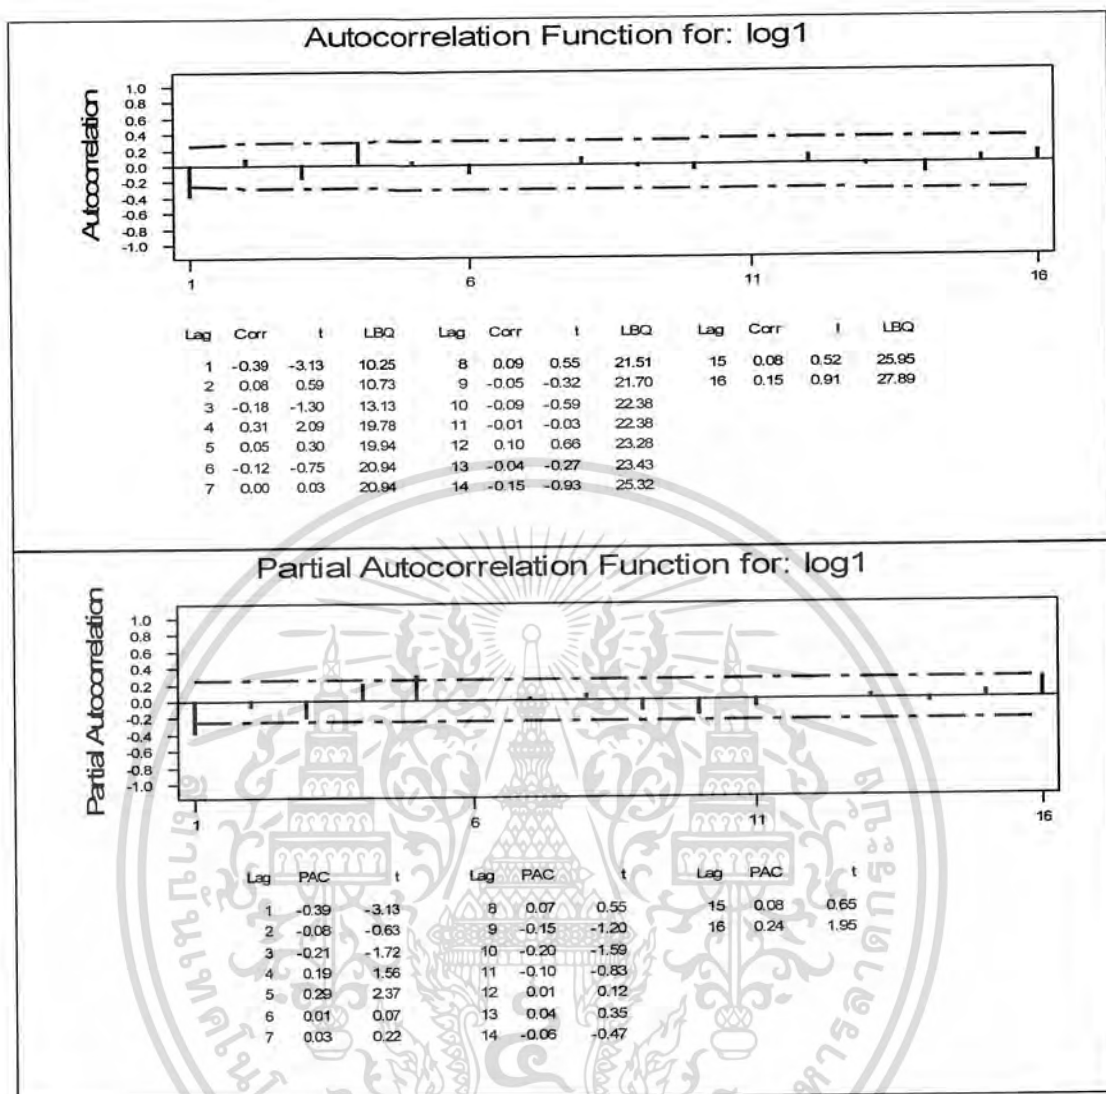 Autocorrelation Function for: log1
Autocorrelation
1.0
0.8
0.6
0.4
0.2
0.0
-0.2
-0.4
-0.6
-0.8
-1.0
1 6 11 16
Lag Corr t LBQ Lag Corr t LBQ Lag Corr t LBQ
1 -0.39 -3.13 10.25 8 0.09 0.55 21.51 15 0.08 0.52 25.95
2 0.08 0.59 10.73 9 -0.05 -0.32 21.70 16 0.15 0.91 27.89
3 -0.18 -1.30 13.13 10 -0.09 -0.59 22.38
4 0.31 2.09 19.78 11 -0.01 -0.03 22.38
5 0.05 0.30 19.94 12 0.10 0.66 23.28
6 -0.12 -0.75 20.94 13 -0.04 -0.27 23.43
7 0.00 0.03 20.94 14 -0.15 -0.93 25.32
Partial Autocorrelation Function for: log1
Partial Autocorrelation
1.0
0.8
0.6
0.4
0.2
0.0
-0.2
-0.4
-0.6
-0.8
-1.0
1 6 11 16
Lag PAC t Lag PAC t Lag PAC t
1 -0.39 -3.13 8 0.07 0.55 15 0.08 0.65
2 -0.08 -0.63 9 -0.15 -1.20 16 0.24 1.95
3 -0.21 -1.72 10 -0.20 -1.59
4 0.19 1.56 11 -0.10 -0.83
5 0.29 2.37 12 0.01 0.12
6 0.01 0.07 13 0.04 0.35
7 0.03 0.22 14 -0.06 -0.47